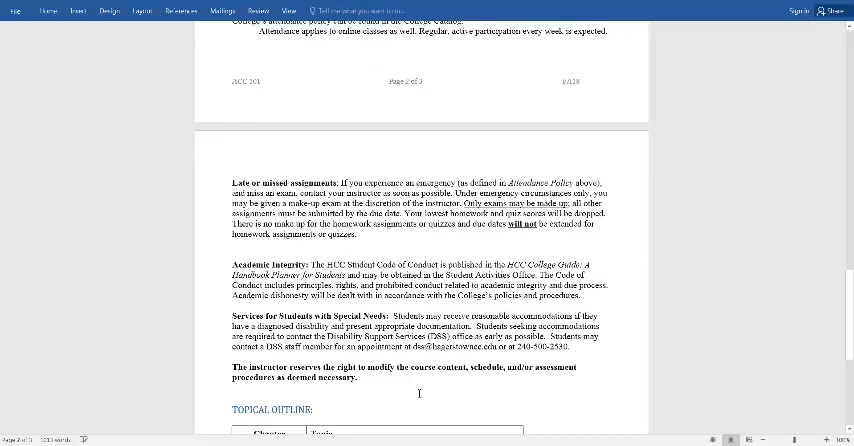 File Home Insert Design Layout References Mailings Review View Tell me what you want to do... Sign in Share
College's attendance policy can be found in the College Catalog.
Attendance applies to online classes as well. Regular, active participation every week is expected.
ACC 101 Page 2 of 3 FA18
Late or missed assignments: If you experience an emergency (as defined in Attendance Policy above),
and miss an exam, contact your instructor as soon as possible. Under emergency circumstances only, you
may be given a make-up exam at the discretion of the instructor. Only exams may be made up; all other
assignments must be submitted by the due date. Your lowest homework and quiz scores will be dropped.
There is no make up for the homework assignments or quizzes and due dates will not be extended for
homework assignments or quizzes.
Academic Integrity: The HCC Student Code of Conduct is published in the HCC College Guide: A
Handbook Planner for Students and may be obtained in the Student Activities Office. The Code of
Conduct includes principles, rights, and prohibited conduct related to academic integrity and due process.
Academic dishonesty will be dealt with in accordance with the College's policies and procedures.
Services for Students with Special Needs: Students may receive reasonable accommodations if they
have a diagnosed disability and present appropriate documentation. Students seeking accommodations
are required to contact the Disability Support Services (DSS) office as early as possible. Students may
contact a DSS staff member for an appointment at dss@hagerstowncc.edu or at 240-500-2530.
The instructor reserves the right to modify the course content, schedule, and/or assessment
procedures as deemed necessary.
TOPICAL OUTLINE:
Chapter Topic
Page 2 of 3 1013 words 100%